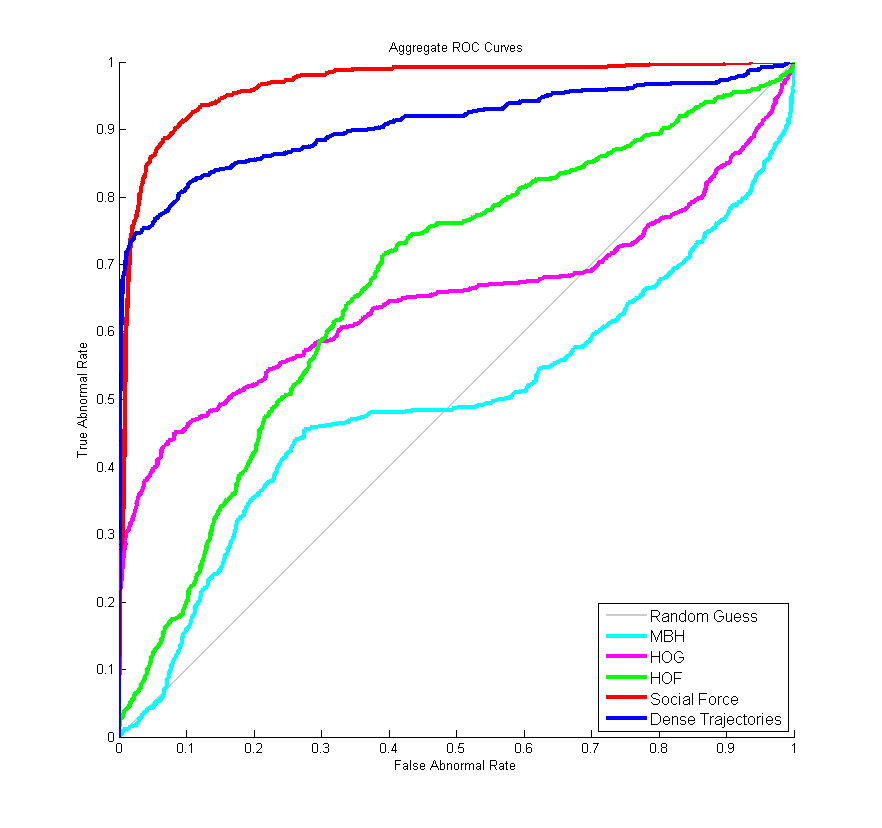 Aggregate ROC Curves
1
0.9
0.8
0.7
0.6
0.5
0.4
0.3
0.2
0.1
0
True Abnormal Rate
0 0.1 0.2 0.3 0.4 0.5 0.6 0.7 0.8 0.9 1
False Abnormal Rate
Random Guess
MBH
HOG
HOF
Social Force
Dense Trajectories